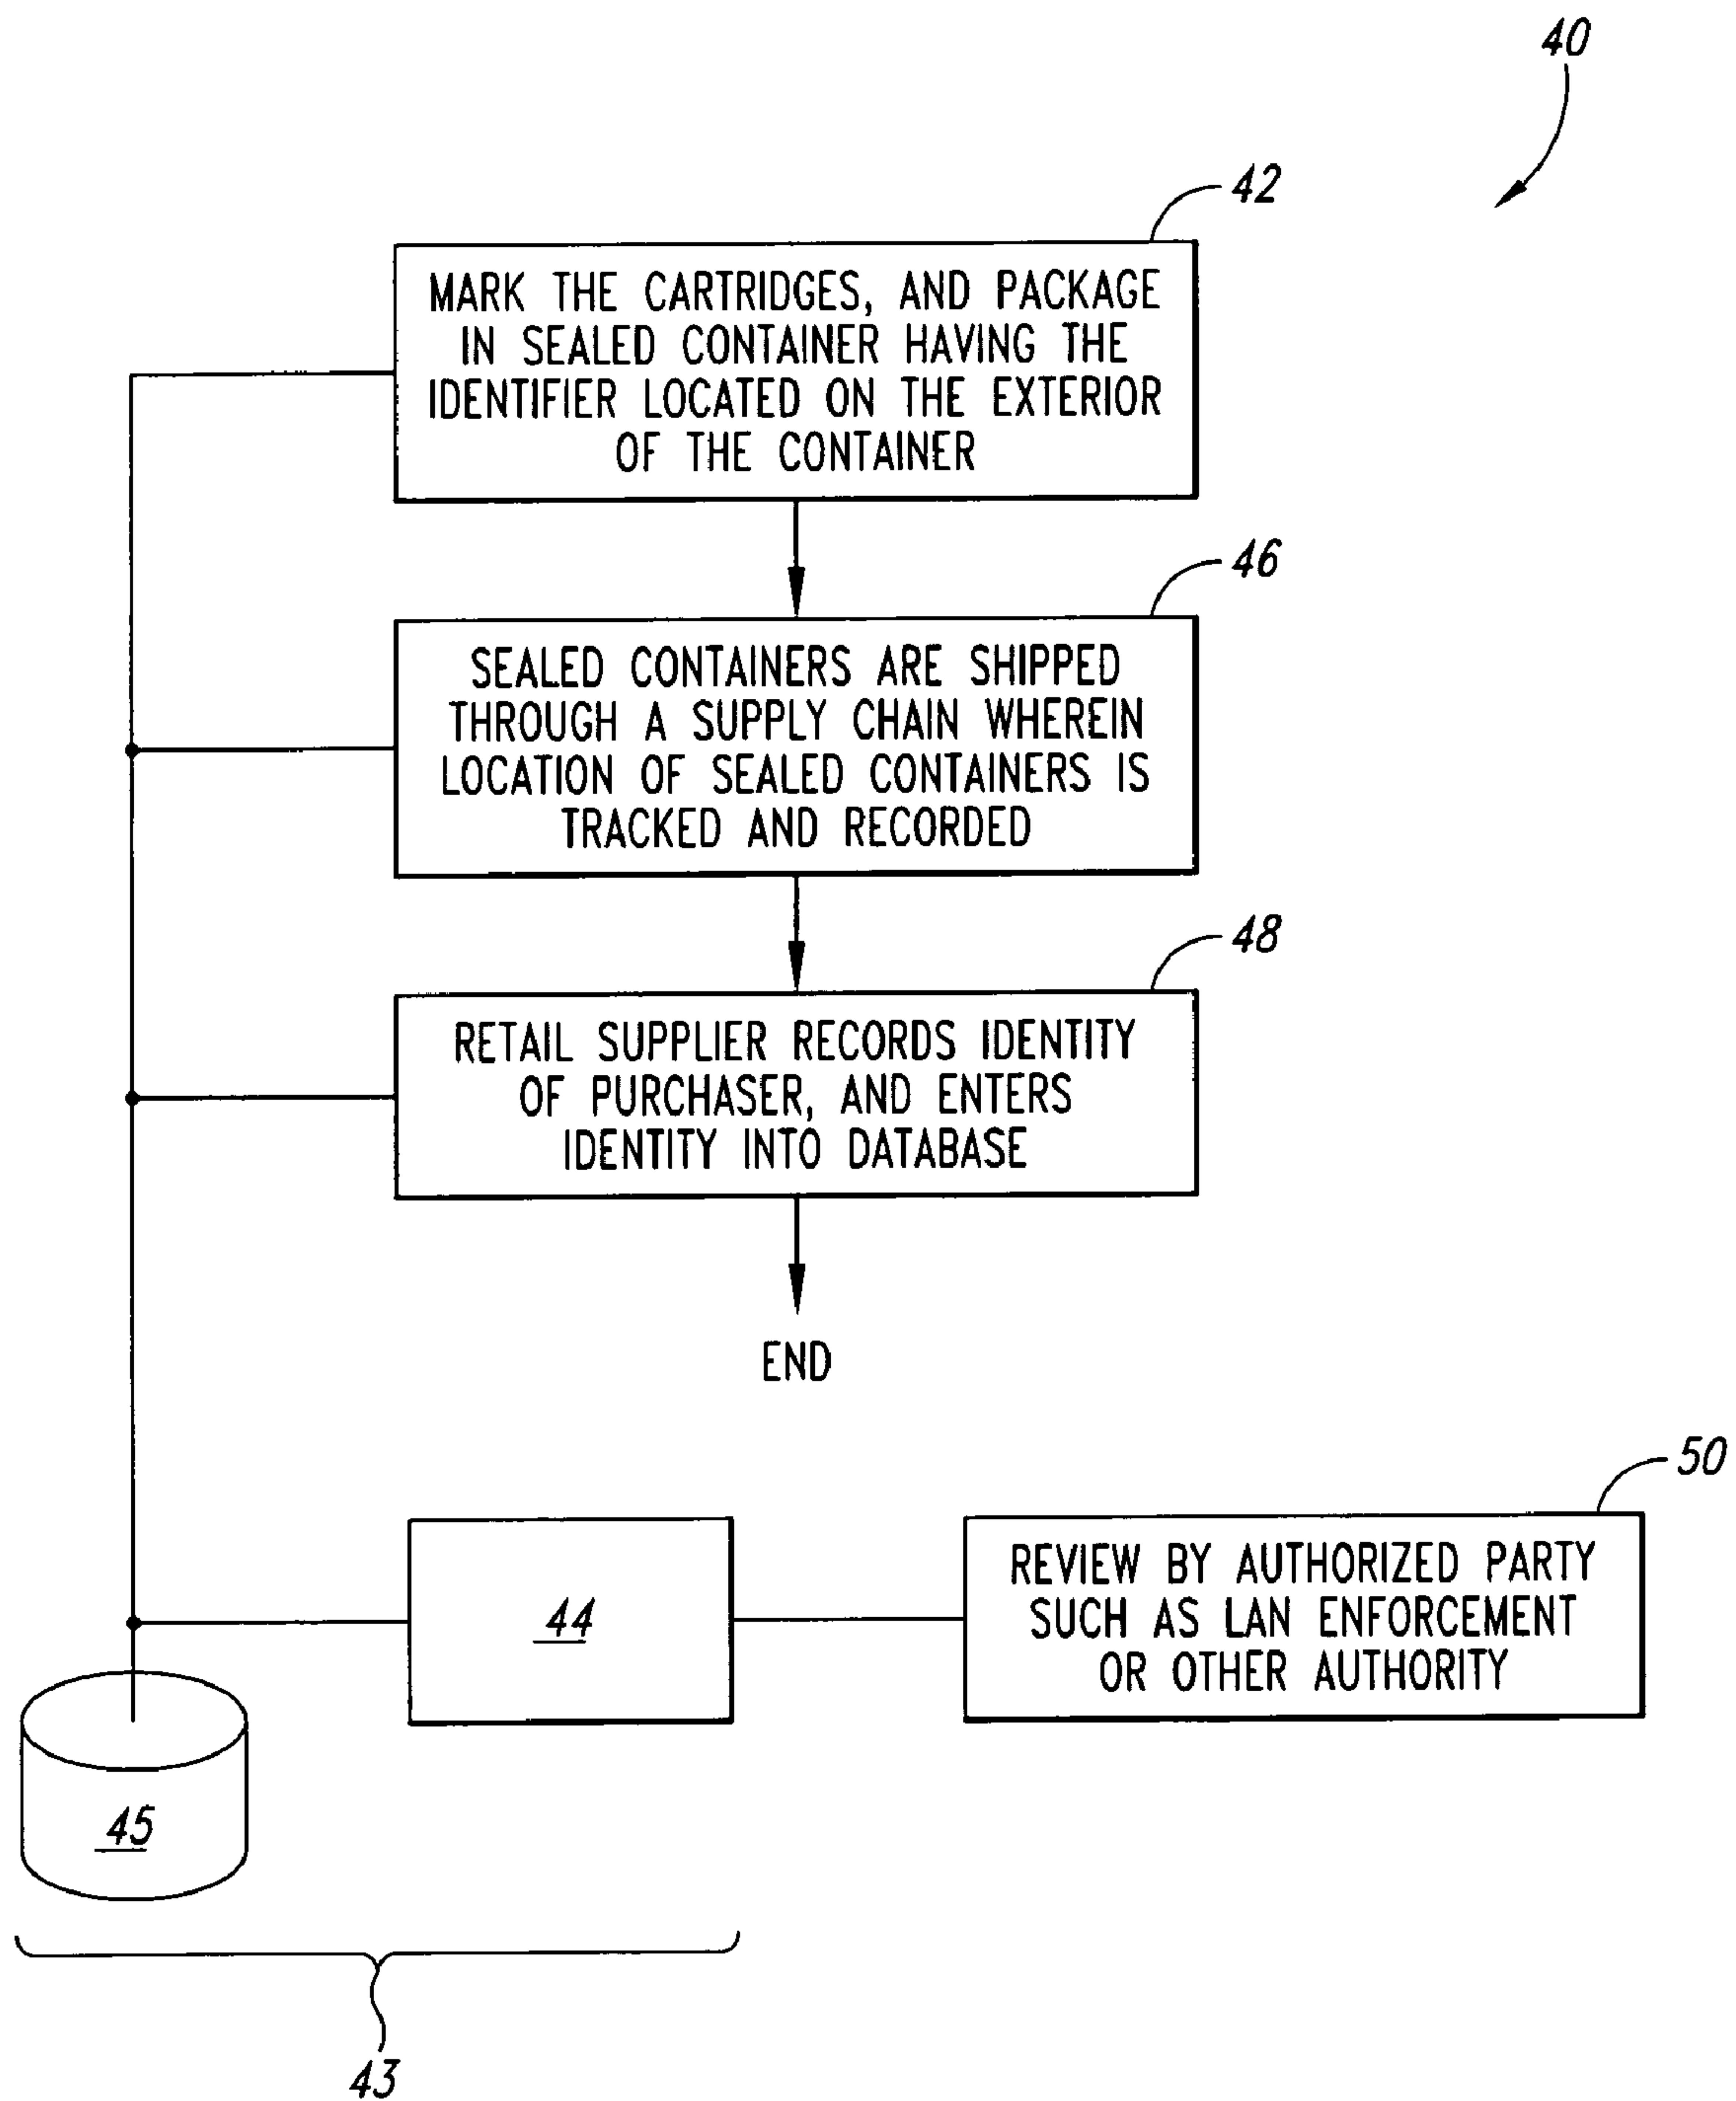 40
42
MARK THE CARTRIDGES, AND PACKAGE
IN SEALED CONTAINER HAVING THE
IDENTIFIER LOCATED ON THE EXTERIOR
OF THE CONTAINER
46
SEALED CONTAINERS ARE SHIPPED
THROUGH A SUPPLY CHAIN WHEREIN
LOCATION OF SEALED CONTAINERS IS
TRACKED AND RECORDED
48
RETAIL SUPPLIER RECORDS IDENTITY
OF PURCHASER, AND ENTERS
IDENTITY INTO DATABASE
END
50
44
REVIEW BY AUTHORIZED PARTY
SUCH AS LAN ENFORCEMENT
OR OTHER AUTHORITY
45
43